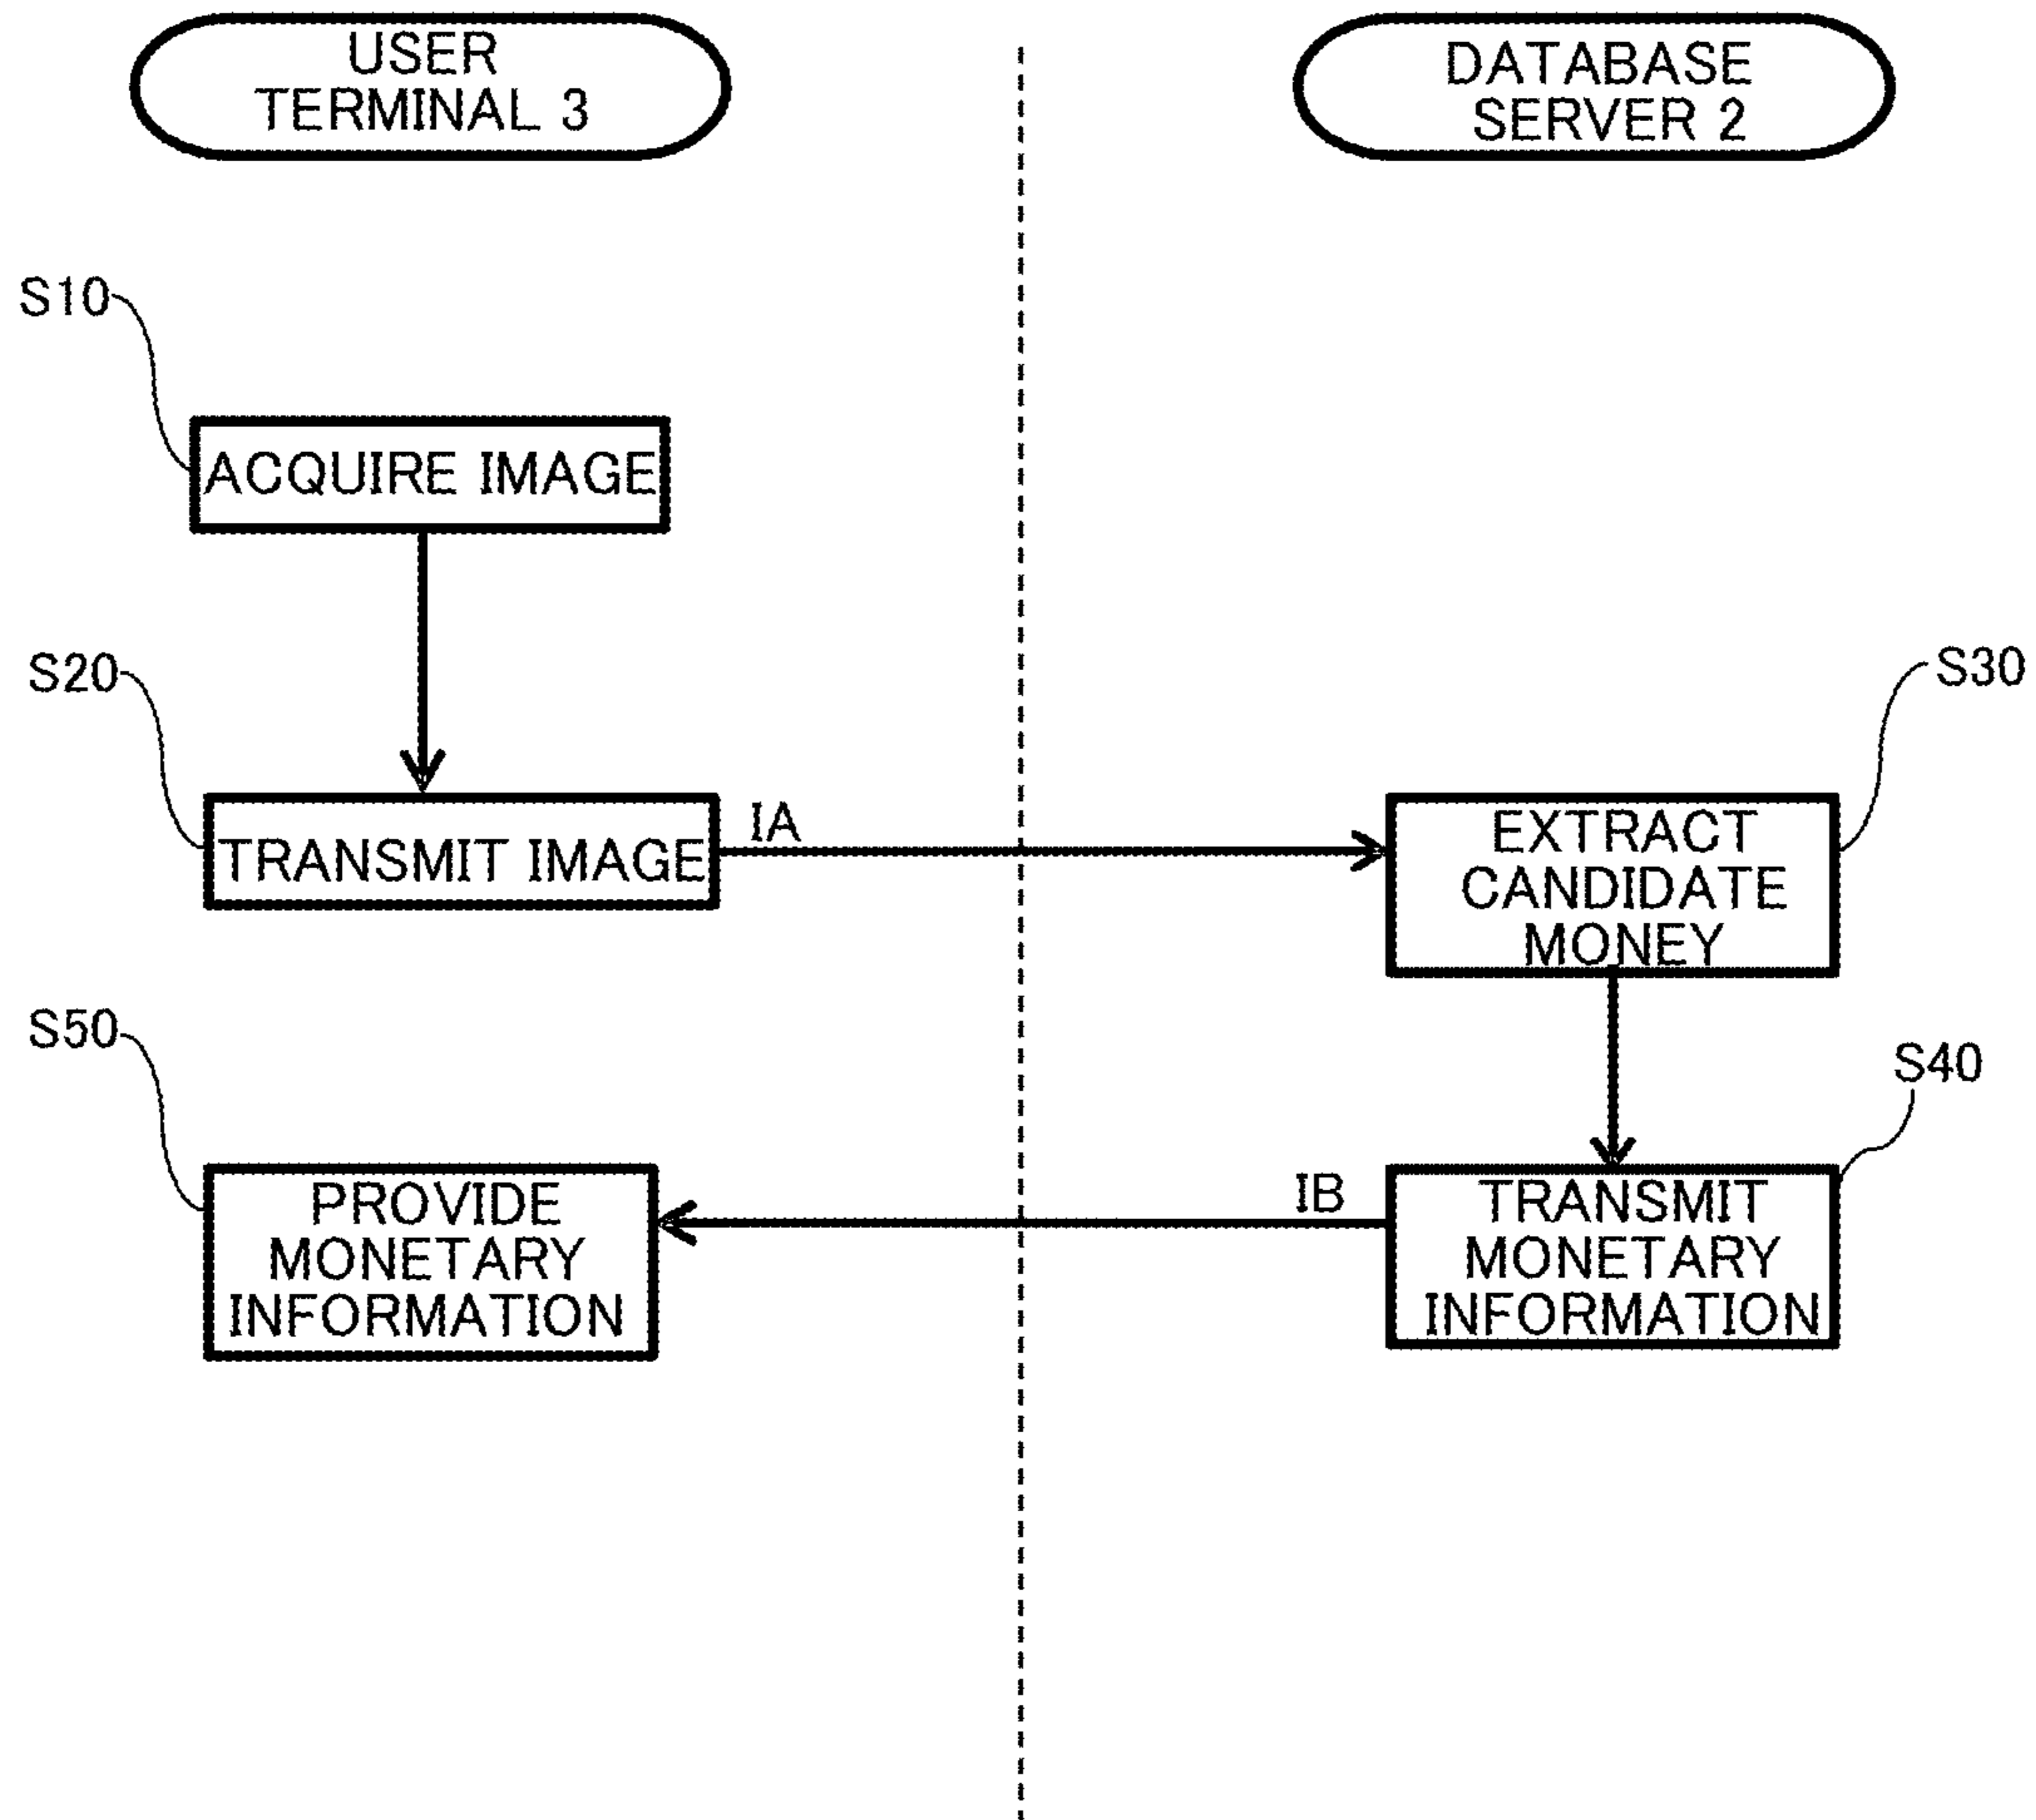 USER
TERMINAL 3
DATABASE
SERVER 2
S10
ACQUIRE IMAGE
S20
S30
TRANSMIT IMAGE
IA
EXTRACT
CANDIDATE
MONEY
S50
S40
PROVIDE
MONETARY
INFORMATION
IB
TRANSMIT
MONETARY
INFORMATION